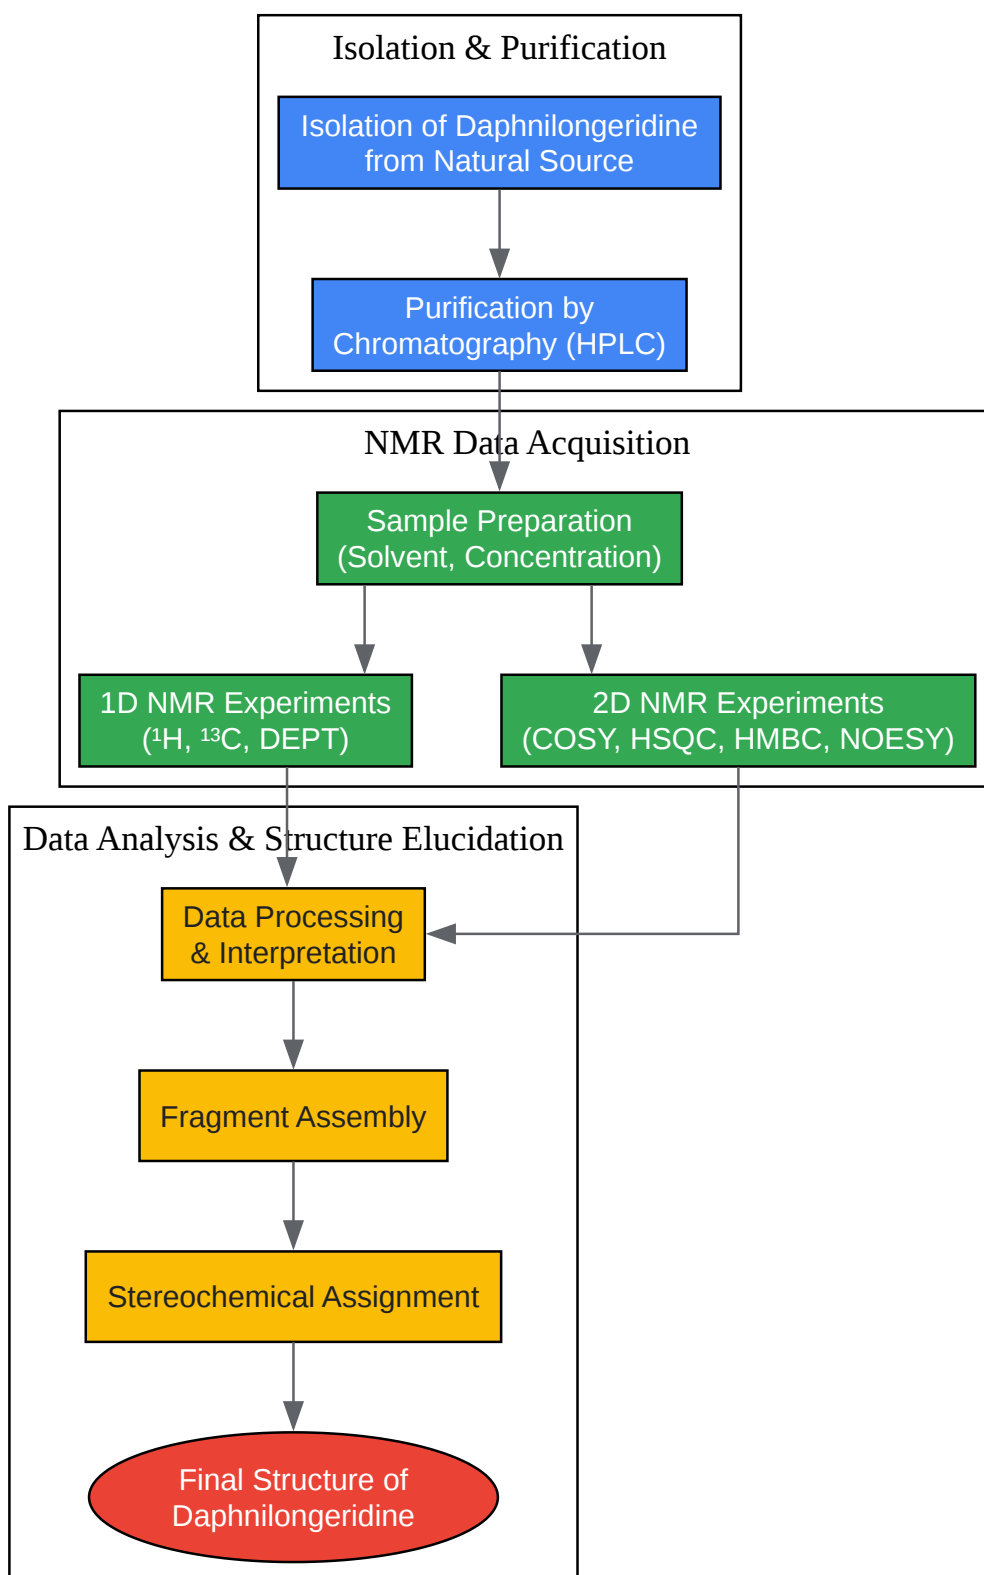 Isolation & Purification
Isolation of Daphnilongeridine
from Natural Source
Purification by
Chromatography (HPLC)
NMR Data Acquisition
Sample Preparation
(Solvent, Concentration)
1D NMR Experiments
(¹H, ¹³C, DEPT)
2D NMR Experiments
(COSY, HSQC, HMBC, NOESY)
Data Analysis & Structure Elucidation
Data Processing
& Interpretation
Fragment Assembly
Stereochemical Assignment
Final Structure of
Daphnilongeridine